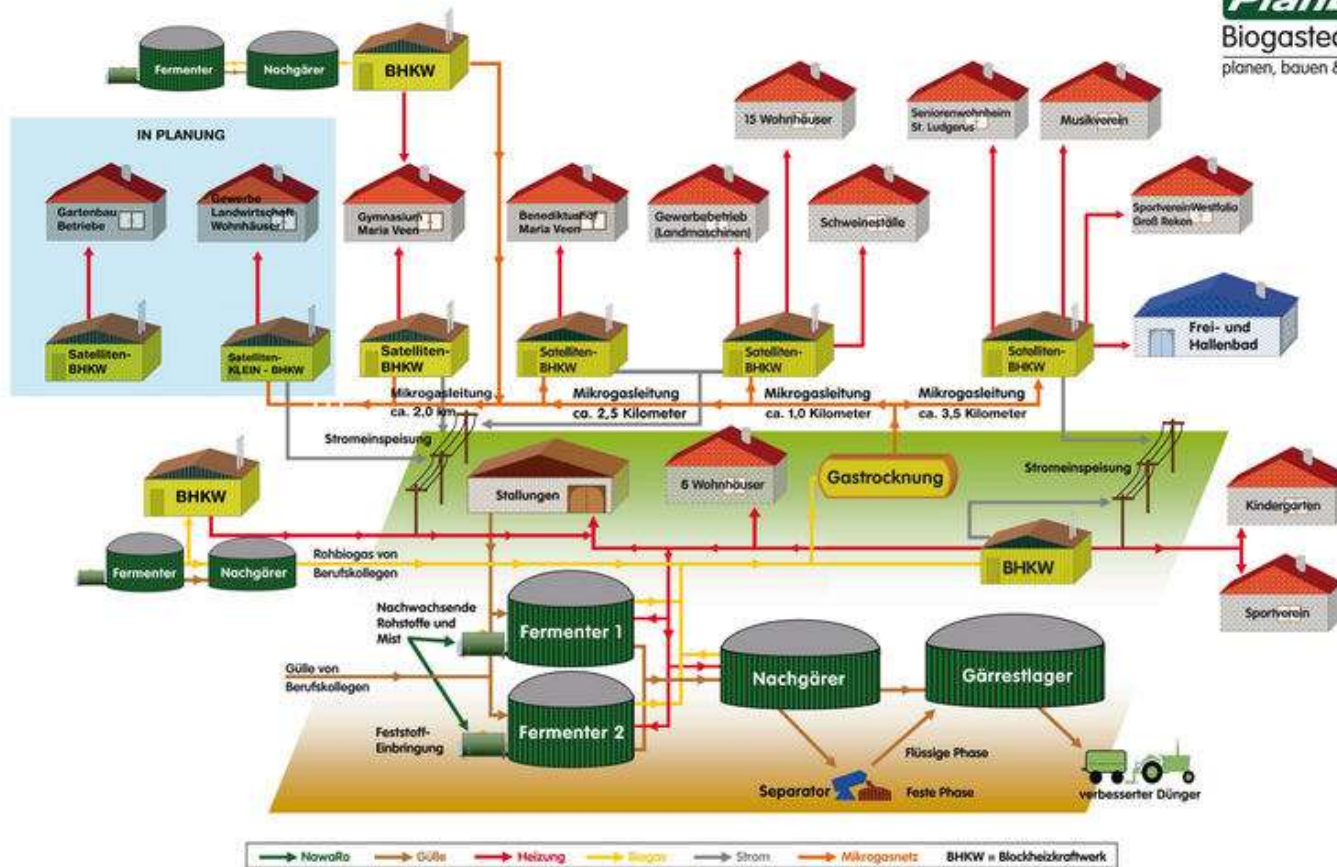 Biogastec
planen, bauen &
Fermenter
Nachgärer
BHKW
IN PLANUNG
15 Wohnhäuser
Seniorenwohnheim
St. Ludgerus
Musikverein
Gartenbau
Betriebe
Gewerbe
Landwirtschaft
Wohnhäuser
Gymnasium
Maria Veen
Benediktushof
Maria Veen
Gewerbebetrieb
(Landmaschinen)
Schweineställe
SportvereinWestfalia
Groß Reken
Frei- und
Hallenbad
Satelliten-
BHKW
Satelliten-
KLEIN - BHKW
Satelliten-
BHKW
Satelliten-
BHKW
Satelliten-
BHKW
Satelliten-
BHKW
Mikrogasleitung
ca. 2,0 km
Mikrogasleitung
ca. 2,5 Kilometer
Mikrogasleitung
ca. 1,0 Kilometer
Mikrogasleitung
ca. 3,5 Kilometer
Stromeinspeisung
Stromeinspeisung
BHKW
Stallungen
6 Wohnhäuser
Gastrocknung
Kindergarten
Fermenter
Nachgärer
Rohbiogas von
Berufskollegen
BHKW
Sportverein
Nachwachsende
Rohstoffe und
Mist
Fermenter 1
Gülle von
Berufskollegen
Nachgärer
Gärrestlager
Feststoff-
Einbringung
Fermenter 2
Flüssige Phase
Separator
Feste Phase
verbesserter Dünger
NawaRo
Gülle
Heizung
Biogas
Strom
Mikrogasnetz
BHKW = Blockheizkraftwerk